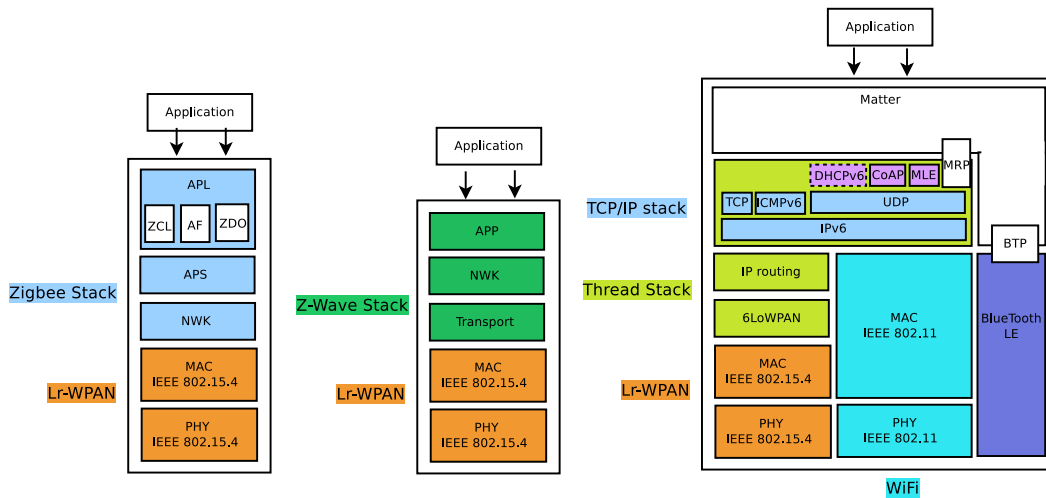 Application
APL
ZCL
AF
ZDO
APS
Zigbee Stack
NWK
MAC
IEEE 802.15.4
Lr-WPAN
PHY
IEEE 802.15.4
Application
APP
NWK
Z-Wave Stack
Transport
MAC
IEEE 802.15.4
Lr-WPAN
PHY
IEEE 802.15.4
Application
Matter
MRP
DHCPv6
CoAP
MLE
TCP/IP stack
TCP
ICMPv6
UDP
IPv6
BTP
IP routing
Thread Stack
6LoWPAN
MAC
IEEE 802.11
BlueTooth
LE
MAC
IEEE 802.15.4
Lr-WPAN
PHY
IEEE 802.15.4
PHY
IEEE 802.11
WiFi